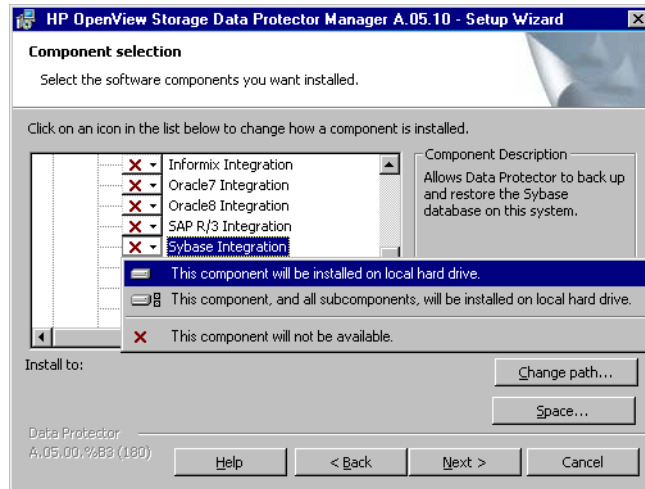 HP OpenView Storage Data Protector Manager A.05.10 - Setup Wizard
Component selection
Select the software components you want installed.
Click on an icon in the list below to change how a component is installed.
Informix Integration
Oracle7 Integration
Oracle8 Integration
SAP R/3 Integration
Sybase Integration
Component Description
Allows Data Protector to back up
and restore the Sybase
database on this system.
This component will be installed on local hard drive.
This component, and all subcomponents, will be installed on local hard drive.
This component will not be available.
Install to:
Change path...
Space...
Data Protector
A.05.00.%B3 (180)
Help
< Back
Next >
Cancel